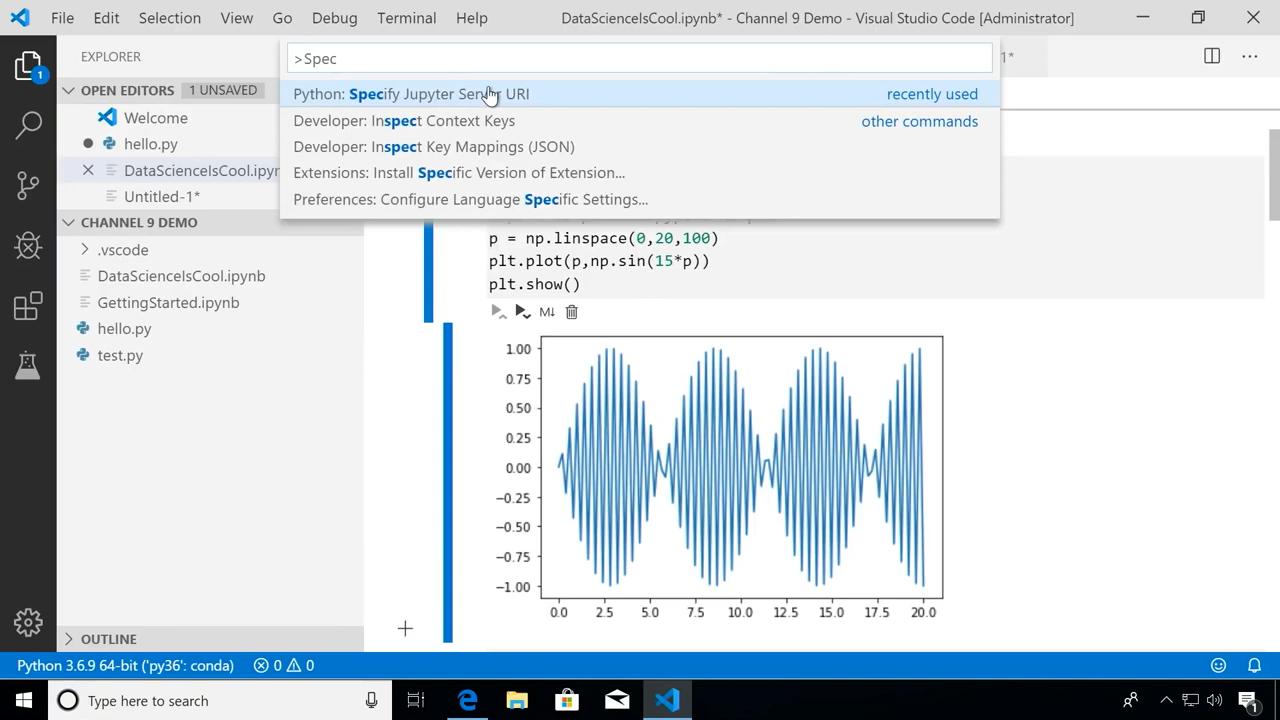 File Edit Selection View Go Debug Terminal Help DataScienceIsCool.ipynb* - Channel 9 Demo - Visual Studio Code [Administrator]
EXPLORER
1*
>Spec
OPEN EDITORS 1 UNSAVED
Python: Specify Jupyter Server URI recently used
Welcome
Developer: Inspect Context Keys other commands
hello.py
Developer: Inspect Key Mappings (JSON)
DataScienceIsCool.ipyn
Extensions: Install Specific Version of Extension...
Untitled-1*
Preferences: Configure Language Specific Settings...
CHANNEL 9 DEMO
.vscode
DataScienceIsCool.ipynb
GettingStarted.ipynb
hello.py
test.py
p = np.linspace(0,20,100)
plt.plot(p,np.sin(15*p))
plt.show()
M↓
1.00
0.75
0.50
0.25
0.00
−0.25
−0.50
−0.75
−1.00
0.0 2.5 5.0 7.5 10.0 12.5 15.0 17.5 20.0
OUTLINE
Python 3.6.9 64-bit ('py36': conda) 0 0
Type here to search
1
1